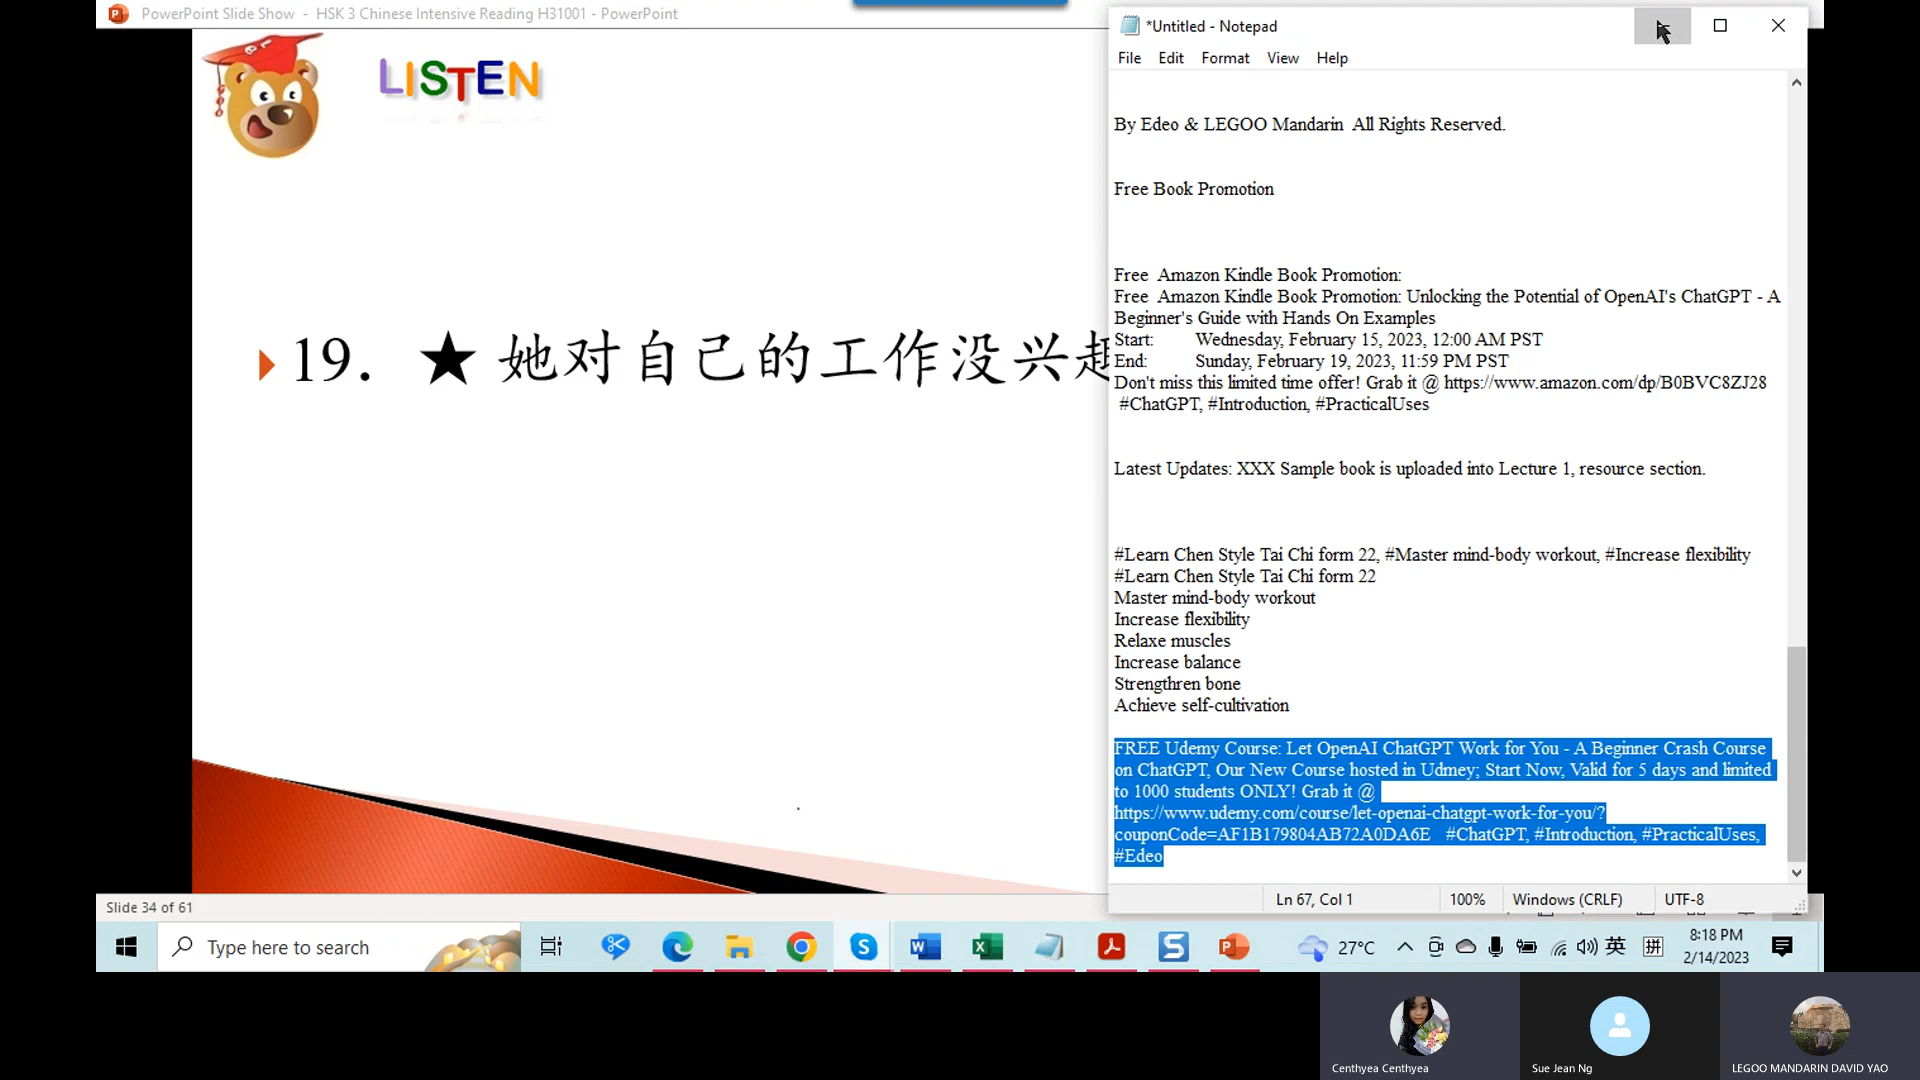 PowerPoint Slide Show - HSK 3 Chinese Intensive Reading H31001 - PowerPoint
LISTEN
19. ★ 她对自己的工作没兴趣
Slide 34 of 61
*Untitled - Notepad
File Edit Format View Help
By Edeo & LEGOO Mandarin All Rights Reserved.
Free Book Promotion
Free Amazon Kindle Book Promotion:
Free Amazon Kindle Book Promotion: Unlocking the Potential of OpenAI's ChatGPT - A
Beginner's Guide with Hands On Examples
Start: Wednesday, February 15, 2023, 12:00 AM PST
End: Sunday, February 19, 2023, 11:59 PM PST
Don't miss this limited time offer! Grab it @ https://www.amazon.com/dp/B0BVC8ZJ28
#ChatGPT, #Introduction, #PracticalUses
Latest Updates: XXX Sample book is uploaded into Lecture 1, resource section.
#Learn Chen Style Tai Chi form 22, #Master mind-body workout, #Increase flexibility
#Learn Chen Style Tai Chi form 22
Master mind-body workout
Increase flexibility
Relaxe muscles
Increase balance
Strengthren bone
Achieve self-cultivation
FREE Udemy Course: Let OpenAI ChatGPT Work for You - A Beginner Crash Course
on ChatGPT, Our New Course hosted in Udmey; Start Now, Valid for 5 days and limited
to 1000 students ONLY! Grab it @
https://www.udemy.com/course/let-openai-chatgpt-work-for-you/?
couponCode=AF1B179804AB72A0DA6E #ChatGPT, #Introduction, #PracticalUses,
#Edeo
Ln 67, Col 1 100% Windows (CRLF) UTF-8
Type here to search
27°C
英
拼
8:18 PM
2/14/2023
Centhyea Centhyea
Sue Jean Ng
LEGOO MANDARIN DAVID YAO